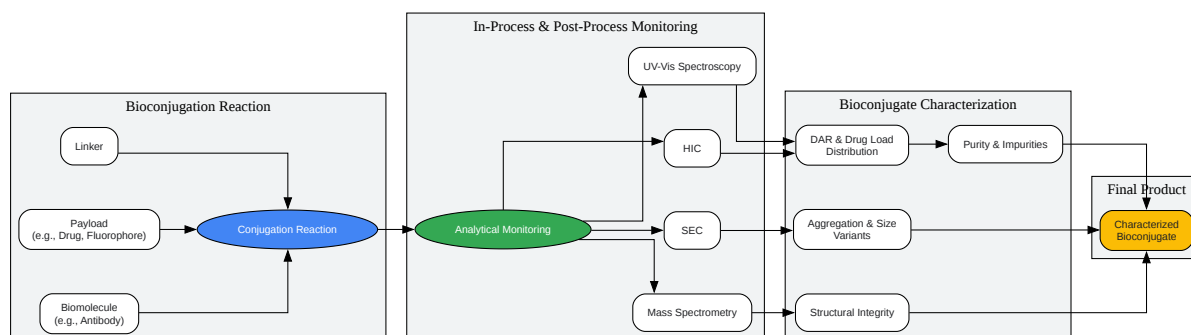 Bioconjugation Reaction
Linker
Payload
(e.g., Drug, Fluorophore)
Biomolecule
(e.g., Antibody)
Conjugation Reaction
In-Process & Post-Process Monitoring
Analytical Monitoring
UV-Vis Spectroscopy
HIC
SEC
Mass Spectrometry
Bioconjugate Characterization
DAR & Drug Load
Distribution
Purity & Impurities
Aggregation & Size
Variants
Structural Integrity
Final Product
Characterized
Bioconjugate